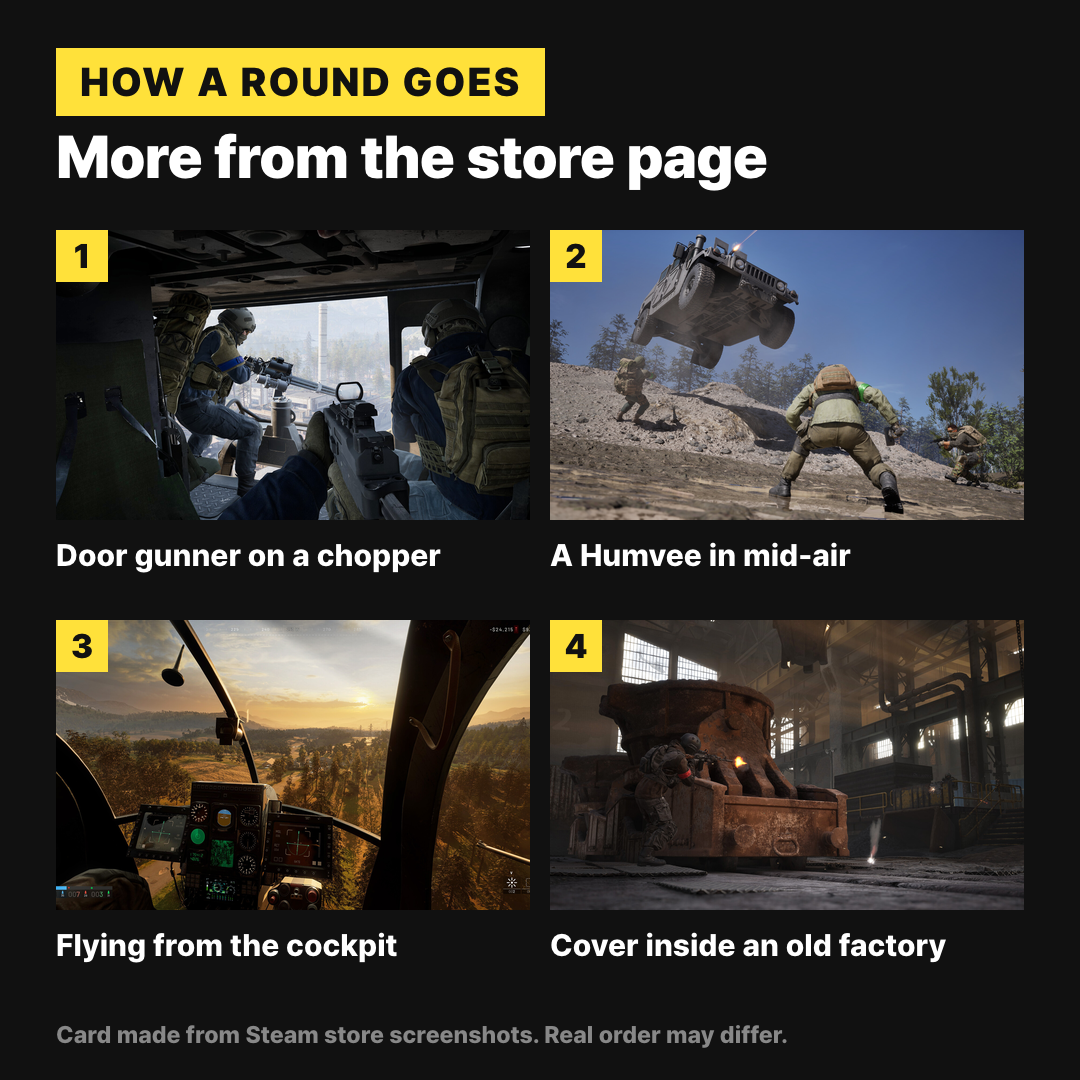 HOW A ROUND GOES
More from the store page
1
2
Door gunner on a chopper
A Humvee in mid-air
3
4
007 003
Flying from the cockpit
Cover inside an old factory
Card made from Steam store screenshots. Real order may differ.